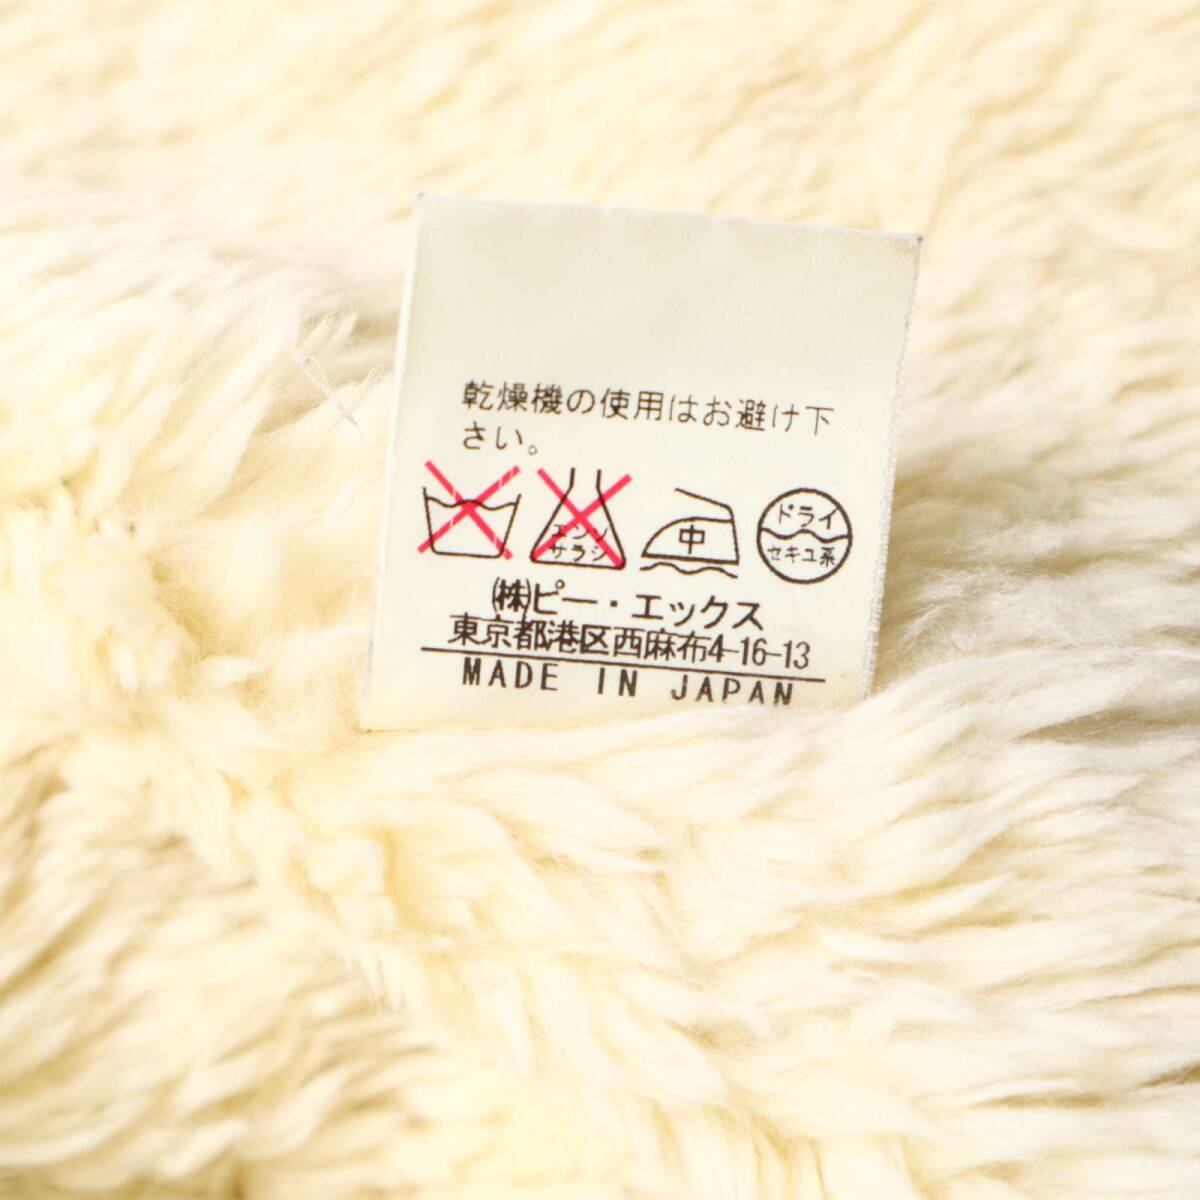 乾燥機の使用はお避け下
さい。
エンソ
サラシ
中
ドライ
セキユ系
㈱ピー・エックス
東京都港区西麻布4-16-13
MADE IN JAPAN